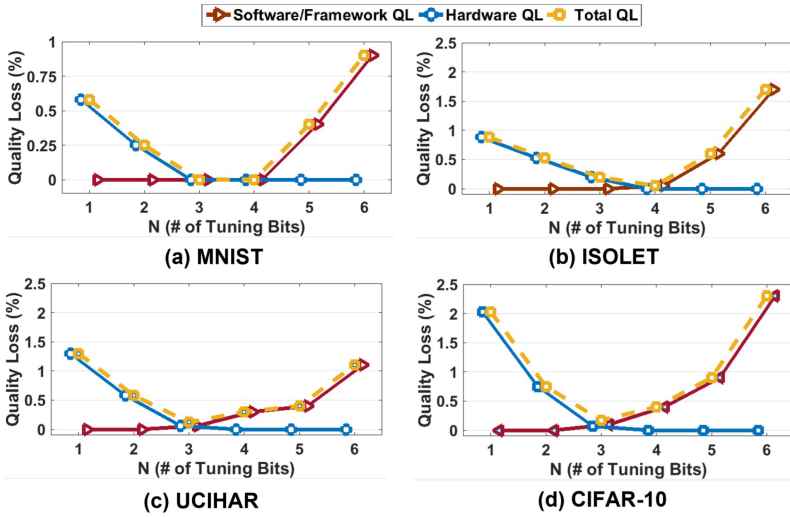 Software/Framework QL Hardware QL Total QL
Quality Loss (%)
1
0.75
0.5
0.25
0
1 2 3 4 5 6
N (# of Tuning Bits)
(a) MNIST
Quality Loss (%)
2.5
2
1.5
1
0.5
0
1 2 3 4 5 6
N (# of Tuning Bits)
(b) ISOLET
Quality Loss (%)
2.5
2
1.5
1
0.5
0
1 2 3 4 5 6
N (# of Tuning Bits)
(c) UCIHAR
Quality Loss (%)
2.5
2
1.5
1
0.5
0
1 2 3 4 5 6
N (# of Tuning Bits)
(d) CIFAR-10